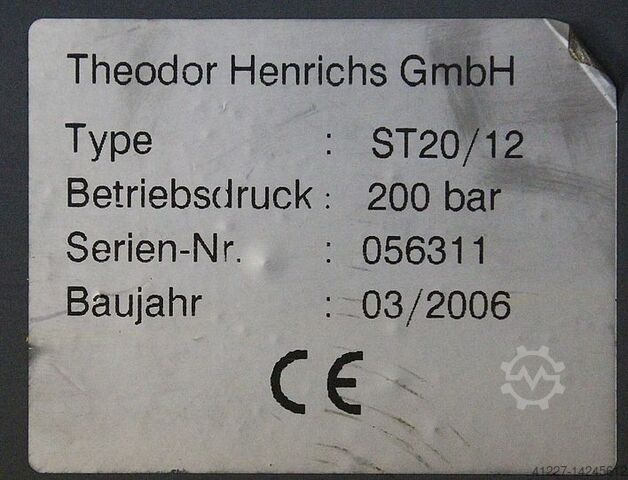 Theodor Henrichs GmbH
Type : ST20/12
Betriebsdruck : 200 bar
Serien-Nr. : 056311
Baujahr : 03/2006
CE